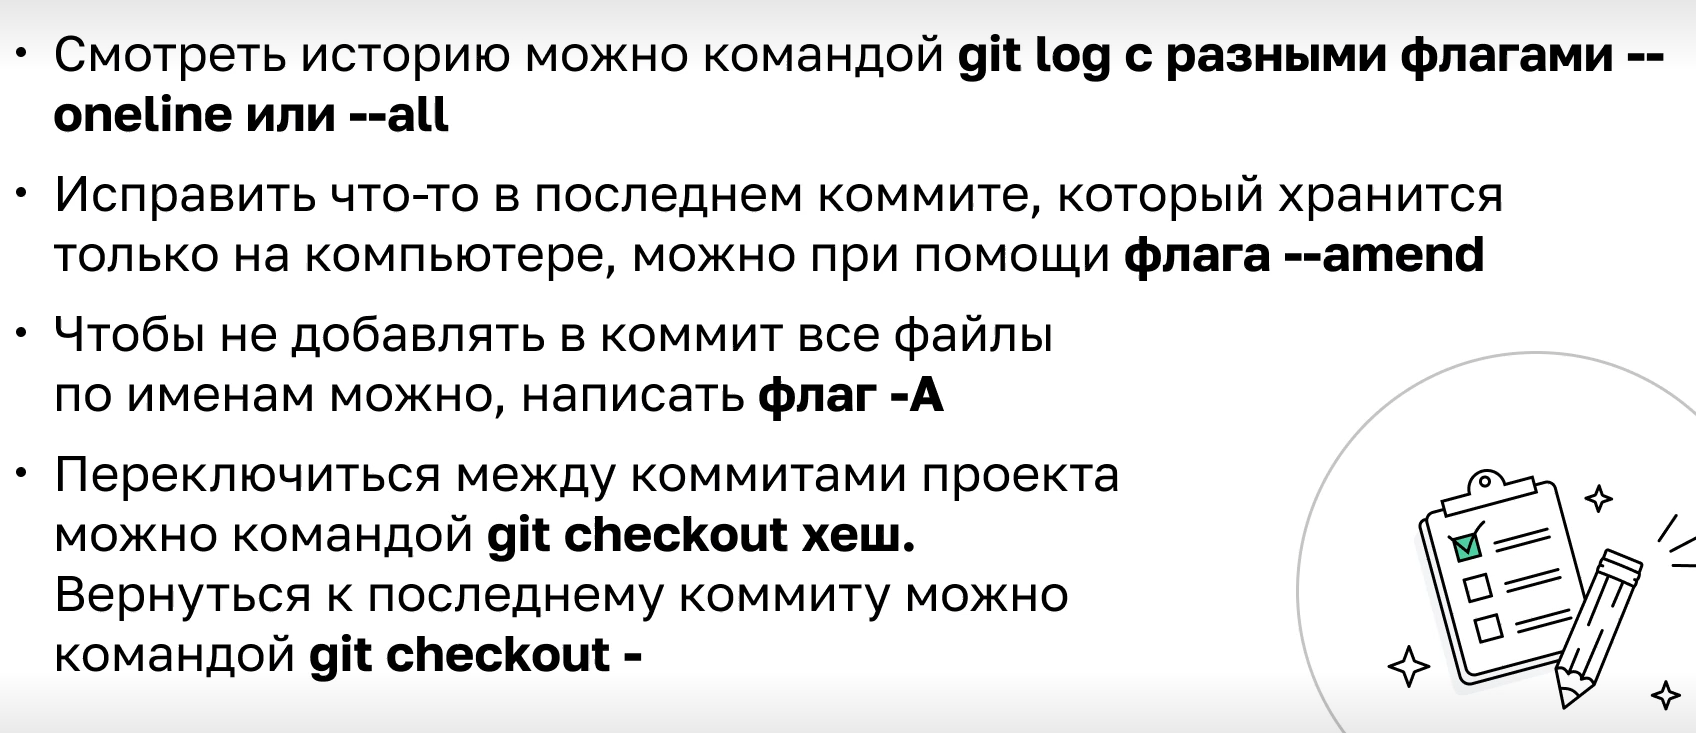 • Смотреть историю можно командой git log с разными флагами --
oneline или --all
• Исправить что-то в последнем коммите, который хранится
только на компьютере, можно при помощи флага --amend
• Чтобы не добавлять в коммит все файлы
по именам можно, написать флаг -A
• Переключиться между коммитами проекта
можно командой git checkout хеш.
Вернуться к последнему коммиту можно
командой git checkout -